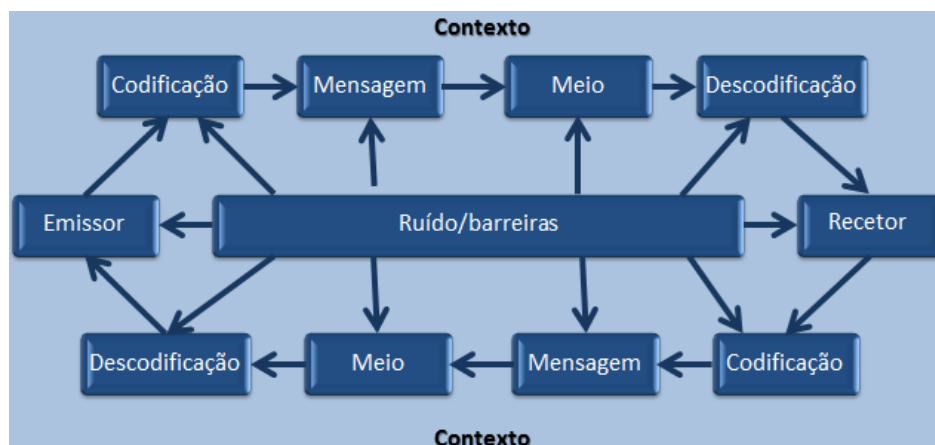 Contexto
Codificação
Mensagem
Meio
Descodificação
Emissor
Ruído/barreiras
Recetor
Descodificação
Meio
Mensagem
Codificação
Contexto